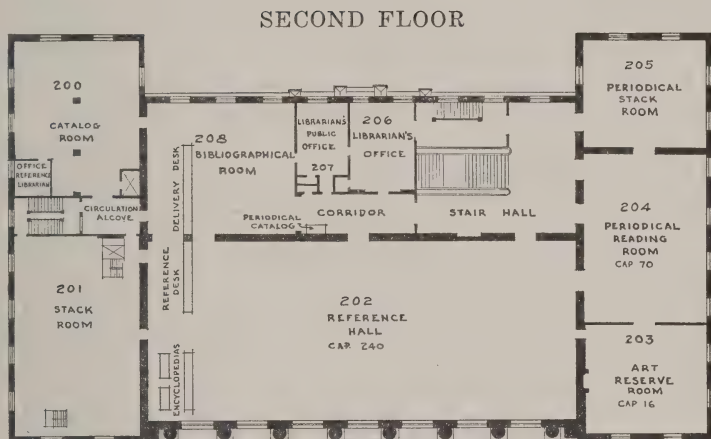 SECOND FLOOR
200
CATALOG
ROOM
OFFICE
REFERENCE
LIBRARIAN
CIRCULATION
ALCOVE
201
STACK
ROOM
208
BIBLIOGRAPHICAL
ROOM
DELIVERY DESK
REFERENCE
DESK
ENCYCLOPEDIAS
LIBRARIAN'S
PUBLIC
OFFICE
207
206
LIBRARIAN'S
OFFICE
PERIODICAL
CATALOG
CORRIDOR
STAIR HALL
202
REFERENCE
HALL
CAP. 240
205
PERIODICAL
STACK
ROOM
204
PERIODICAL
READING
ROOM
CAP 70
203
ART
RESERVE
ROOM
CAP 16